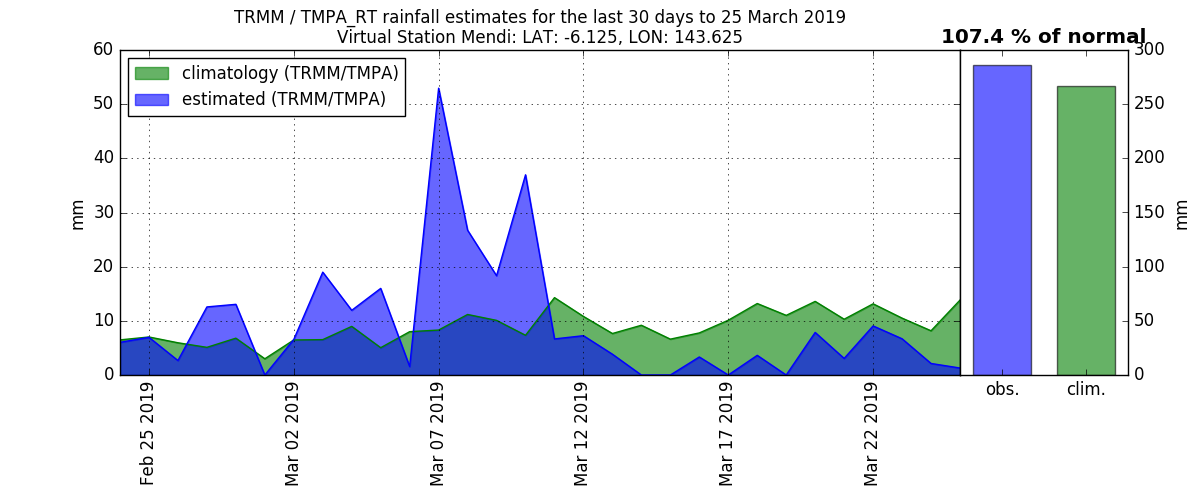 TRMM / TMPA_RT rainfall estimates for the last 30 days to 25 March 2019
Virtual Station Mendi: LAT: -6.125, LON: 143.625
107.4 % of normal
climatology (TRMM/TMPA)
estimated (TRMM/TMPA)
mm
60
50
40
30
20
10
0
Feb 25 2019
Mar 02 2019
Mar 07 2019
Mar 12 2019
Mar 17 2019
Mar 22 2019
obs.
clim.
300
250
200
150
100
50
0
mm